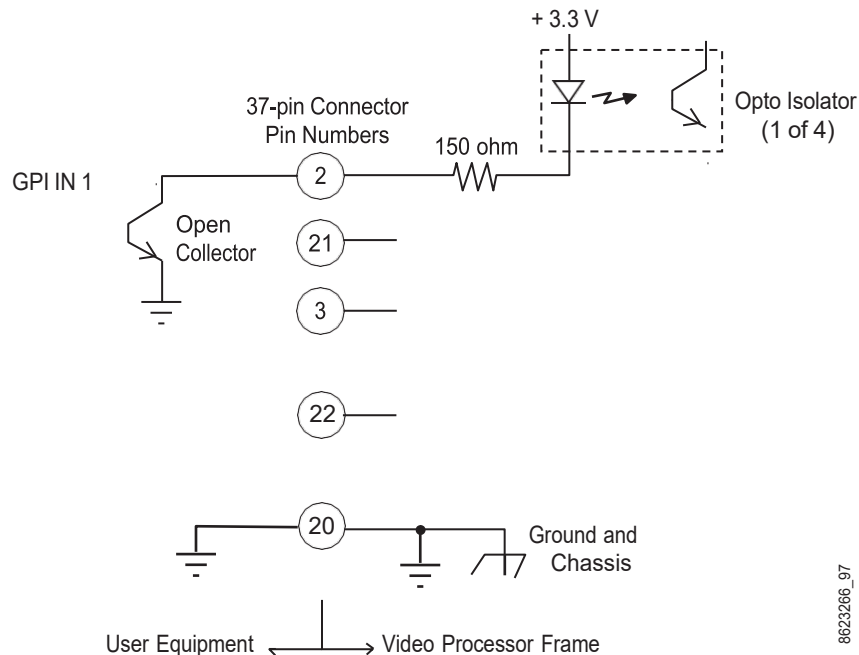 + 3.3 V
37-pin Connector
Pin Numbers
Opto Isolator
(1 of 4)
150 ohm
GPI IN 1
2
Open
Collector
21
3
22
20
Ground and
Chassis
User Equipment
Video Processor Frame
8623266_97